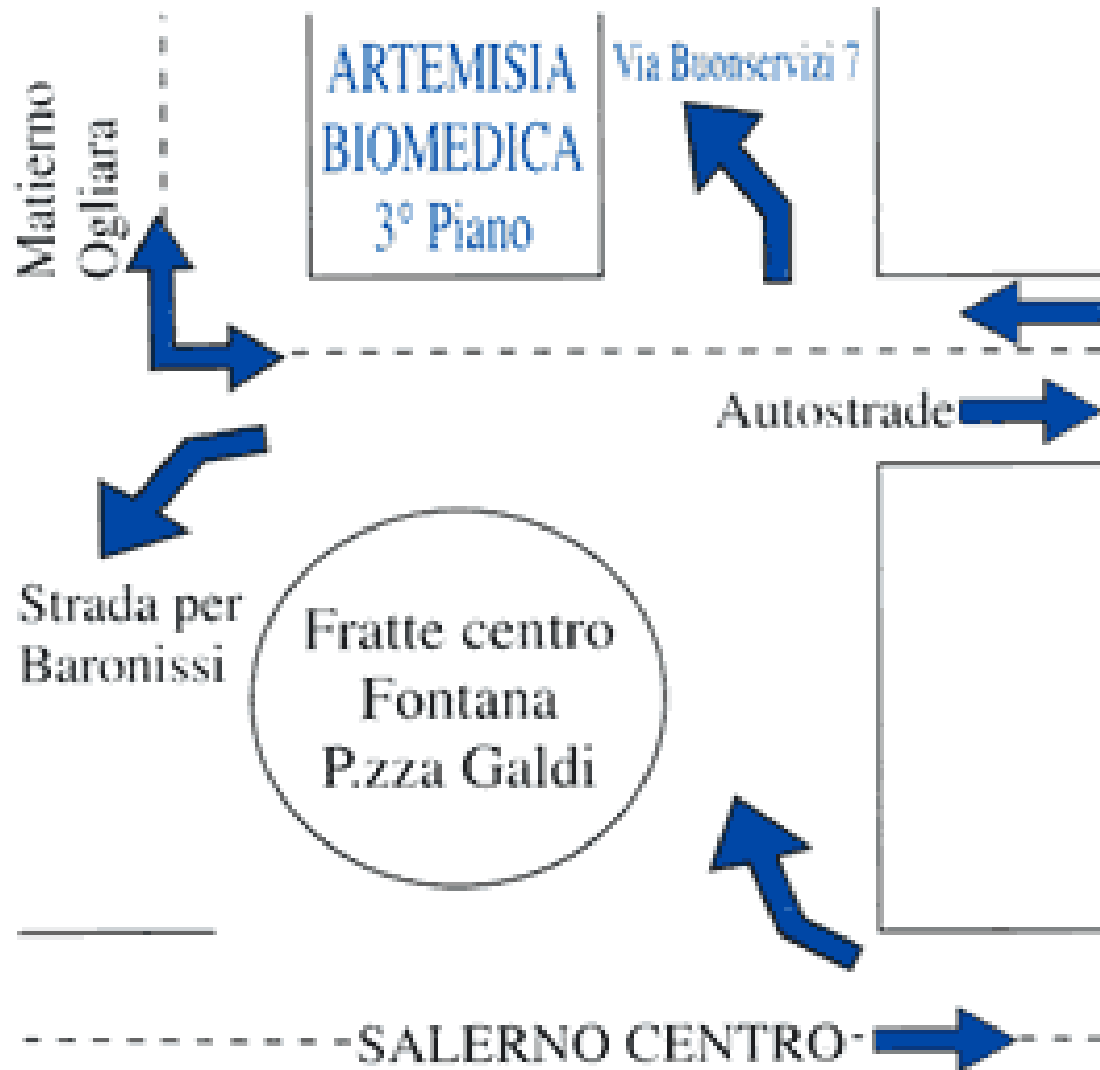 Matierno
Ogliara
ARTEMISIA
BIOMEDICA
3° Piano
Via Buonservizi 7
Autostrade
Strada per
Baronissi
Fratte centro
Fontana
P.zza Galdi
SALERNO CENTRO